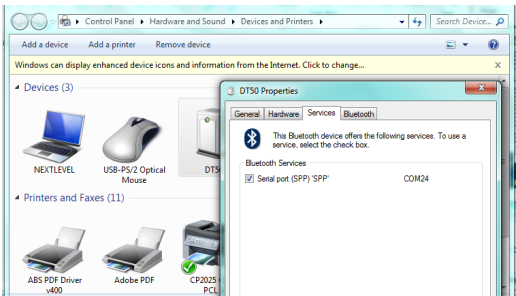 Control Panel ▸ Hardware and Sound ▸ Devices and Printers ▸
Search Device...
Add a device Add a printer Remove device
Windows can display enhanced device icons and information from the Internet. Click to change...
Devices (3)
DT50 Properties
General Hardware Services Bluetooth
This Bluetooth device offers the following services. To use a
service, select the check box.
Bluetooth Services
Serial port (SPP) 'SPP' COM24
NEXTLEVEL
USB-PS/2 Optical
Mouse
DT50
Printers and Faxes (11)
ABS PDF Driver
v400
Adobe PDF
CP2025
PCL